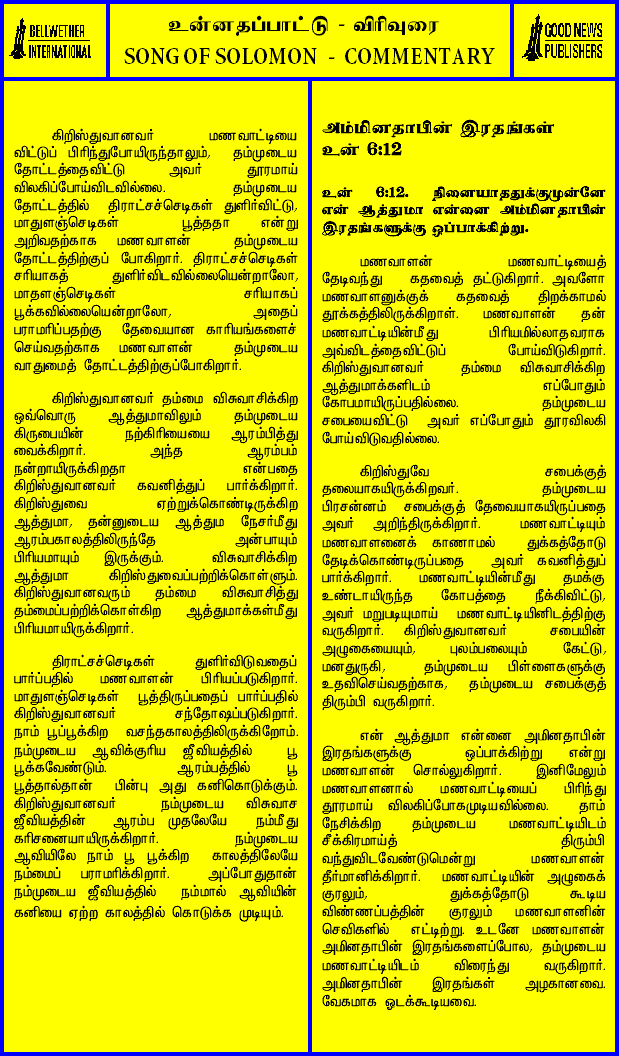 BELLWETHER
INTERNATIONAL
உன்னதப்பாட்டு - விரிவுரை
SONG OF SOLOMON - COMMENTARY
GOOD NEWS
PUBLISHERS
கிறிஸ்துவானவர் மணவாட்டியை
விட்டுப் பிரிந்துபோயிருந்தாலும், தம்முடைய
தோட்டத்தைவிட்டு அவர் தூரமாய்
விலகிப்போய்விடவில்லை. தம்முடைய
தோட்டத்தில் திராட்சச்செடிகள் துளிர்விட்டு,
மாதுளஞ்செடிகள் பூத்ததா என்று
அறிவதற்காக மணவாளன் தம்முடைய
தோட்டத்திற்குப் போகிறார். திராட்சச்செடிகள்
சரியாகத் துளிர்விடவில்லையென்றாலோ,
மாதளஞ்செடிகள் சரியாகப்
பூக்கவில்லையென்றாலோ, அதைப்
பராமரிப்பதற்கு தேவையான காரியங்களைச்
செய்வதற்காக மணவாளன் தம்முடைய
வாதுமைத் தோட்டத்திற்குப்போகிறார்.
கிறிஸ்துவானவர் தம்மை விசுவாசிக்கிற
ஒவ்வொரு ஆத்துமாவிலும் தம்முடைய
கிருபையின் நற்கிரியையை ஆரம்பித்து
வைக்கிறார். அந்த ஆரம்பம்
நன்றாயிருக்கிறதா என்பதை
கிறிஸ்துவானவர் கவனித்துப் பார்க்கிறார்.
கிறிஸ்துவை ஏற்றுக்கொண்டிருக்கிற
ஆத்துமா, தன்னுடைய ஆத்தும நேசர்மீது
ஆரம்பகாலத்திலிருந்தே அன்பாயும்
பிரியமாயும் இருக்கும். விசுவாசிக்கிற
ஆத்துமா கிறிஸ்துவைப்பற்றிக்கொள்ளும்.
கிறிஸ்துவானவரும் தம்மை விசுவாசித்து
தம்மைப்பற்றிக்கொள்கிற ஆத்துமாக்கள்மீது
பிரியமாயிருக்கிறார்.
திராட்சச்செடிகள் துளிர்விடுவதைப்
பார்ப்பதில் மணவாளன் பிரியப்படுகிறார்.
மாதுளஞ்செடிகள் பூத்திருப்பதைப் பார்ப்பதில்
கிறிஸ்துவானவர் சந்தோஷப்படுகிறார்.
நாம் பூப்பூக்கிற வசந்தகாலத்திலிருக்கிறோம்.
நம்முடைய ஆவிக்குரிய ஜீவியத்தில் பூ
பூக்கவேண்டும். ஆரம்பத்தில் பூ
பூத்தால்தான் பின்பு அது கனிகொடுக்கும்.
கிறிஸ்துவானவர் நம்முடைய விசுவாச
ஜீவியத்தின் ஆரம்ப முதலேயே நம்மீது
கரிசனையாயிருக்கிறார். நம்முடைய
ஆவியிலே நாம் பூ பூக்கிற காலத்திலேயே
நம்மைப் பராமரிக்கிறார். அப்போதுதான்
நம்முடைய ஜீவியத்தில் நம்மால் ஆவியின்
கனியை ஏற்ற காலத்தில் கொடுக்க முடியும்.
அம்மினதாபின் இரதங்கள்
உன் 6:12
உன் 6:12. நினையாததுக்குமுன்னே
என் ஆத்துமா என்னை அம்மினதாபின்
இரதங்களுக்கு ஒப்பாக்கிற்று.
மணவாளன் மணவாட்டியைத்
தேடிவந்து கதவைத் தட்டுகிறார். அவளோ
மணவாளனுக்குக் கதவைத் திறக்காமல்
தூக்கத்திலிருக்கிறாள். மணவாளன் தன்
மணவாட்டியின்மீது பிரியமில்லாதவராக
அவ்விடத்தைவிட்டுப் போய்விடுகிறார்.
கிறிஸ்துவானவர் தம்மை விசுவாசிக்கிற
ஆத்துமாக்களிடம் எப்போதும்
கோபமாயிருப்பதில்லை. தம்முடைய
சபையைவிட்டு அவர் எப்போதும் தூரவிலகி
போய்விடுவதில்லை.
கிறிஸ்துவே சபைக்குத்
தலையாகயிருக்கிறவர். தம்முடைய
பிரசன்னம் சபைக்குத் தேவையாகயிருப்பதை
அவர் அறிந்திருக்கிறார். மணவாட்டியும்
மணவாளனைக் காணாமல் துக்கத்தோடு
தேடிக்கொண்டிருப்பதை அவர் கவனித்துப்
பார்க்கிறார். மணவாட்டியின்மீது தமக்கு
உண்டாயிருந்த கோபத்தை நீக்கிவிட்டு,
அவர் மறுபடியுமாய் மணவாட்டியினிடத்திற்கு
வருகிறார். கிறிஸ்துவானவர் சபையின்
அழுகையையும், புலம்பலையும் கேட்டு,
மனதுருகி, தம்முடைய பிள்ளைகளுக்கு
உதவிசெய்வதற்காக, தம்முடைய சபைக்குத்
திரும்பி வருகிறார்.
என் ஆத்துமா என்னை அமினதாபின்
இரதங்களுக்கு ஒப்பாக்கிற்று என்று
மணவாளன் சொல்லுகிறார். இனிமேலும்
மணவாளனால் மணவாட்டியைப் பிரிந்து
தூரமாய் விலகிப்போகமுடியவில்லை. தாம்
நேசிக்கிற தம்முடைய மணவாட்டியிடம்
சீக்கிரமாய்த் திரும்பி
வந்துவிடவேண்டுமென்று மணவாளன்
தீர்மானிக்கிறார். மணவாட்டியின் அழுகைக்
குரலும், துக்கத்தோடு கூடிய
விண்ணப்பத்தின் குரலும் மணவாளனின்
செவிகளில் எட்டிற்று. உடனே மணவாளன்
அமினதாபின் இரதங்களைப்போல, தம்முடைய
மணவாட்டியிடம் விரைந்து வருகிறார்.
அமினதாபின் இரதங்கள் அழகானவை.
வேகமாக ஓடக்கூடியவை.